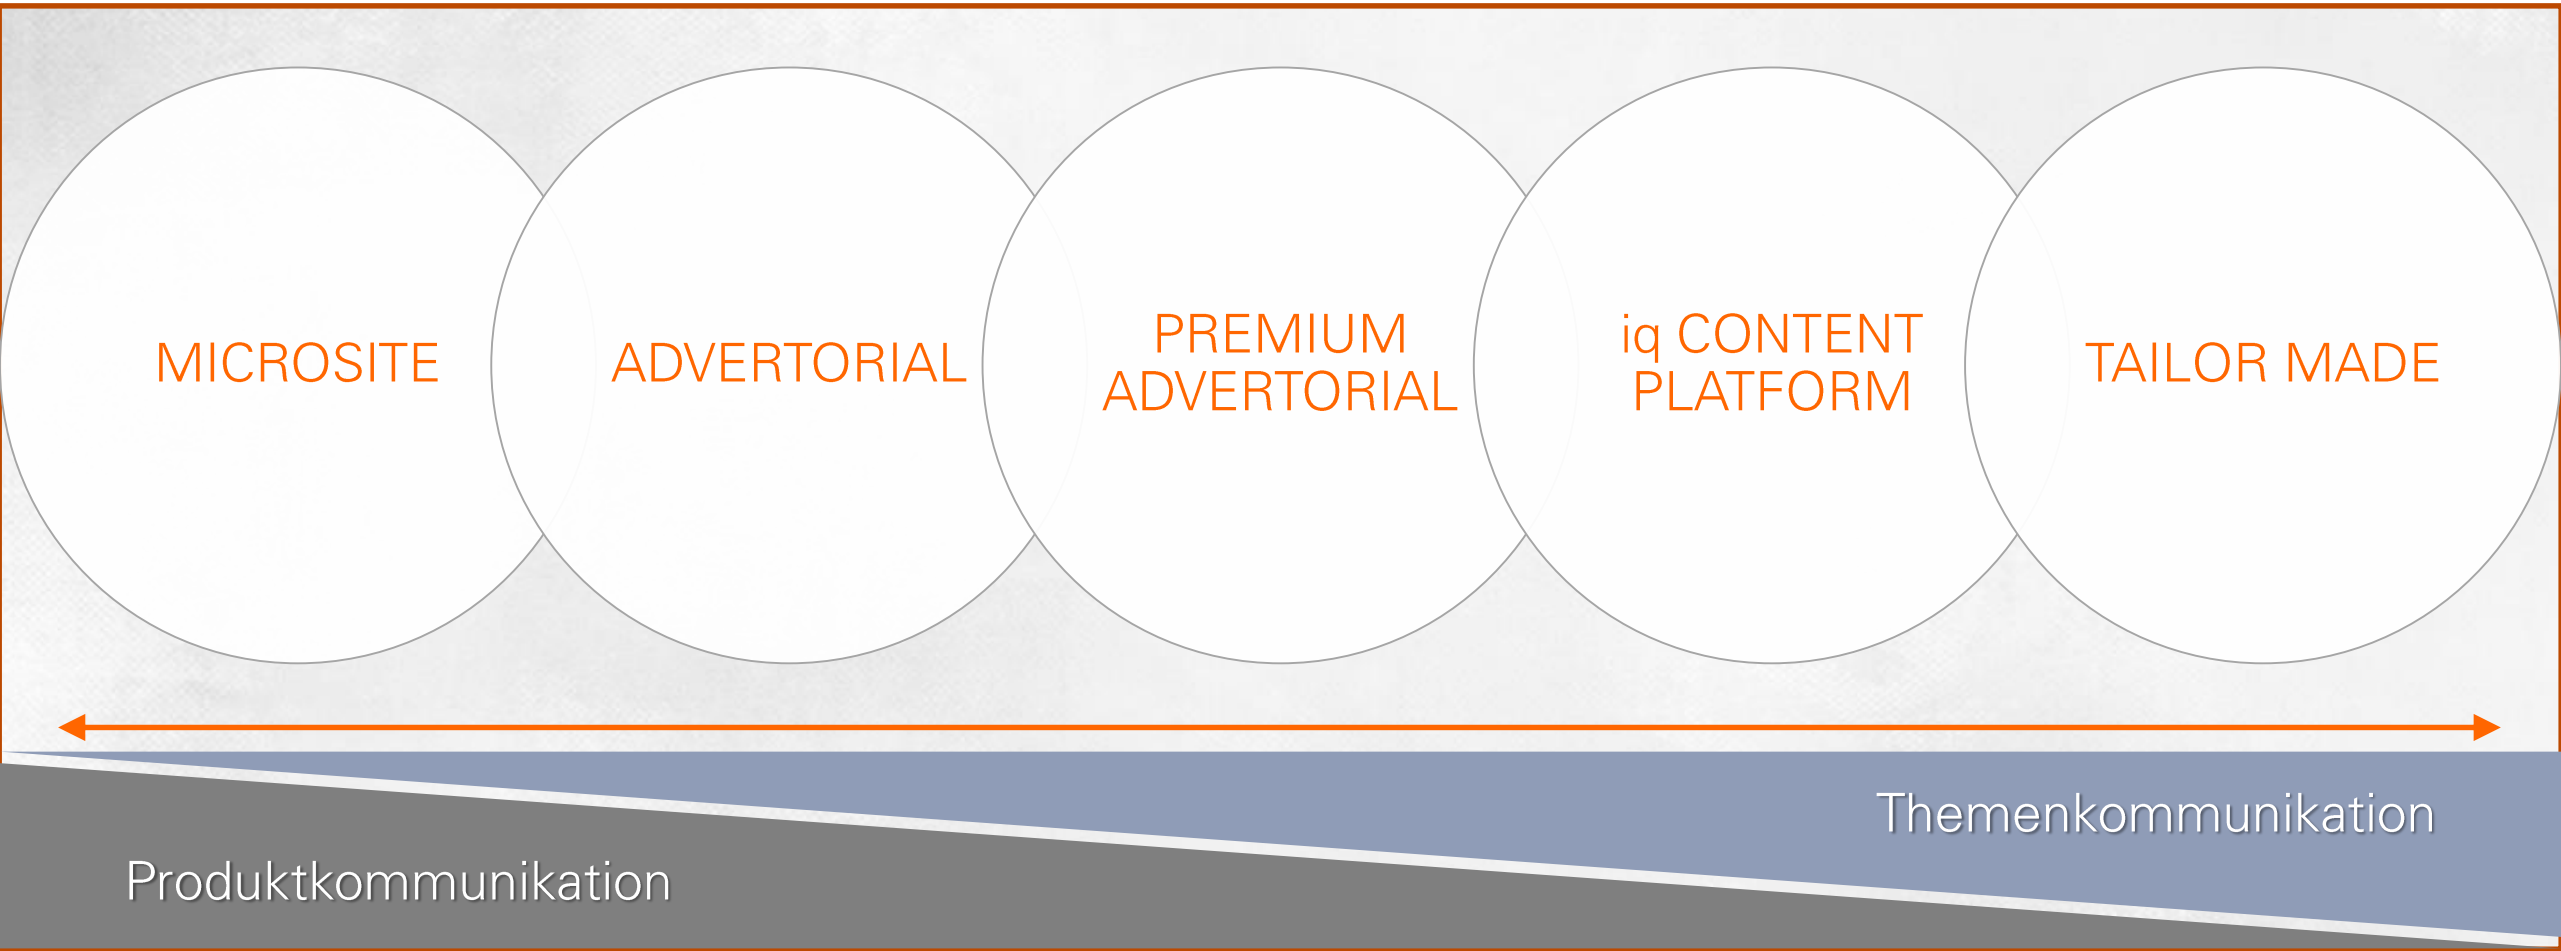 MICROSITE
ADVERTORIAL
PREMIUM
ADVERTORIAL
iq CONTENT
PLATFORM
TAILOR MADE
Themenkommunikation
Produktkommunikation